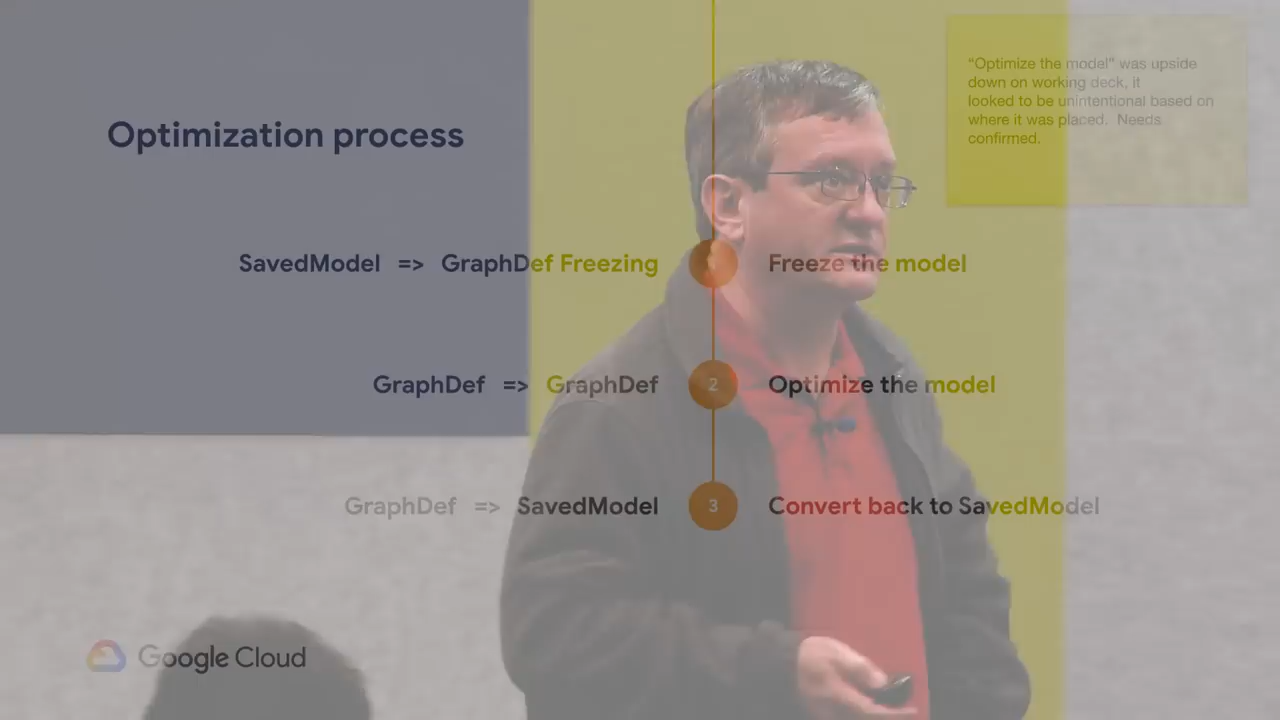 “Optimize the model” was upside
down on working deck, it
looked to be unintentional based on
where it was placed. Needs
confirmed.
Optimization process
SavedModel => GraphDef Freezing
Freeze the model
GraphDef => GraphDef
2
Optimize the model
GraphDef => SavedModel
3
Convert back to SavedModel
Google Cloud